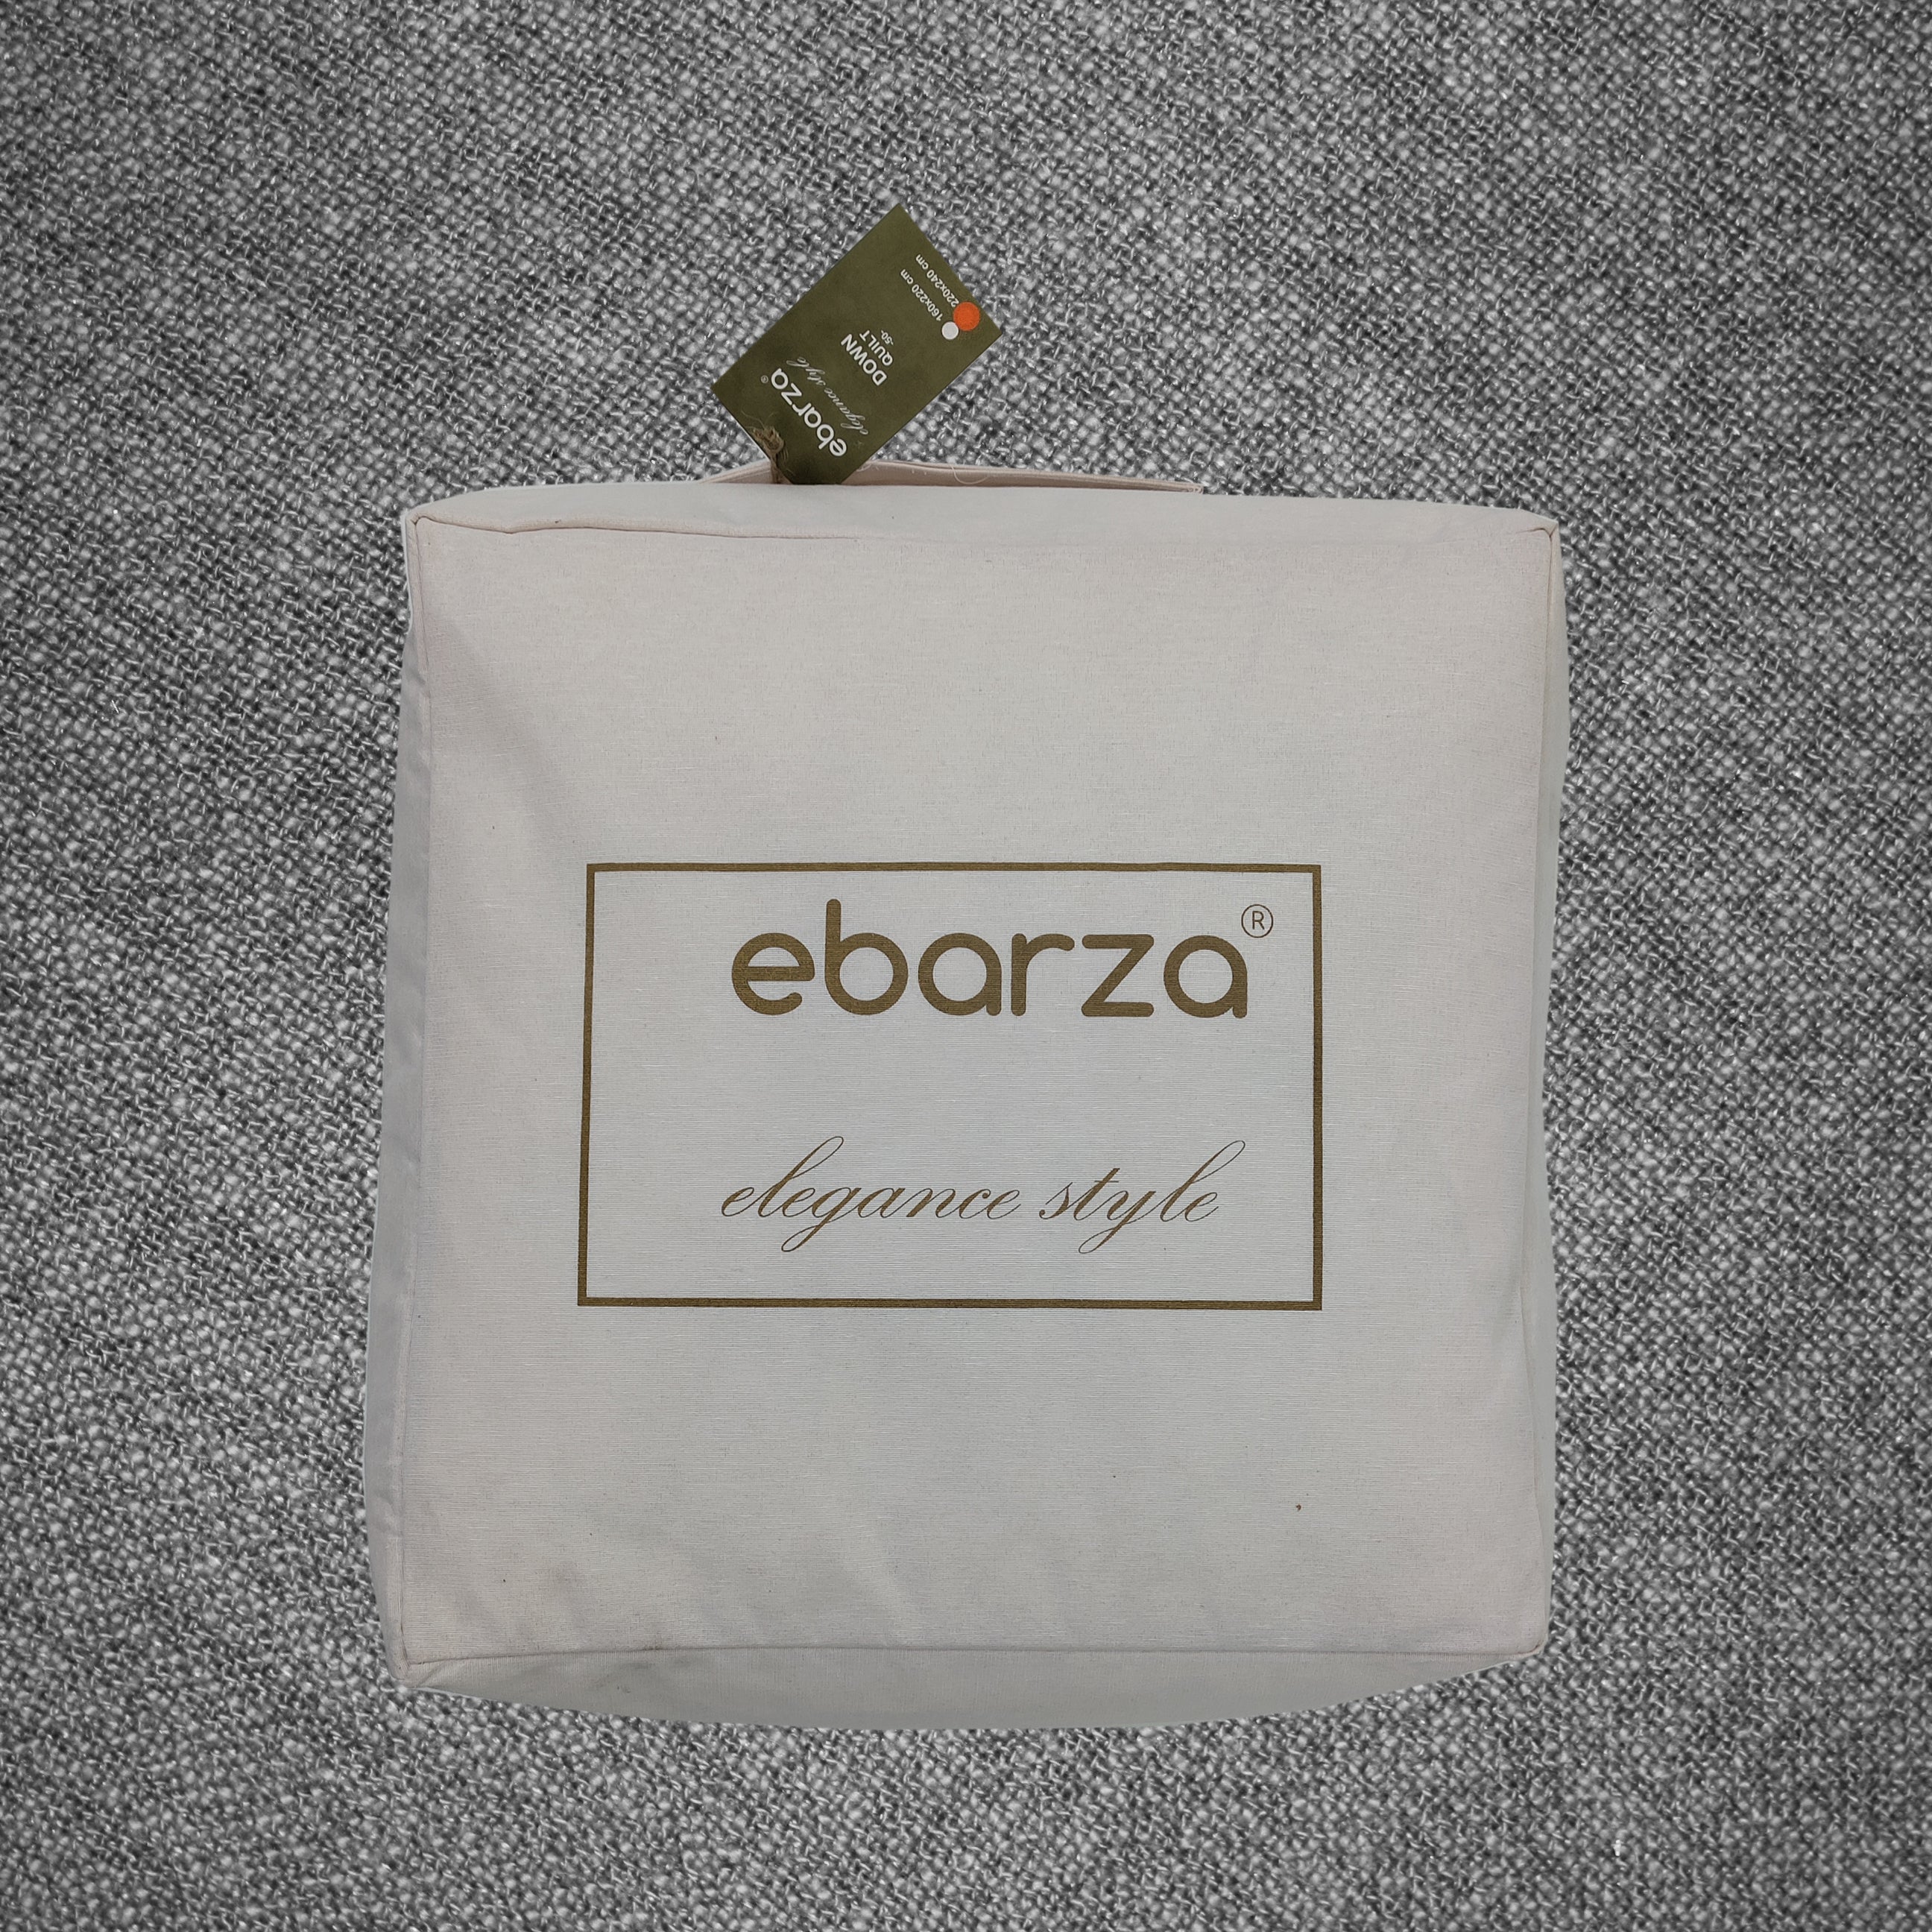 ebarza®
elegance style
DOWN
QUILT
-50-
160x220 cm
220x240 cm
ebarza®
elegance style